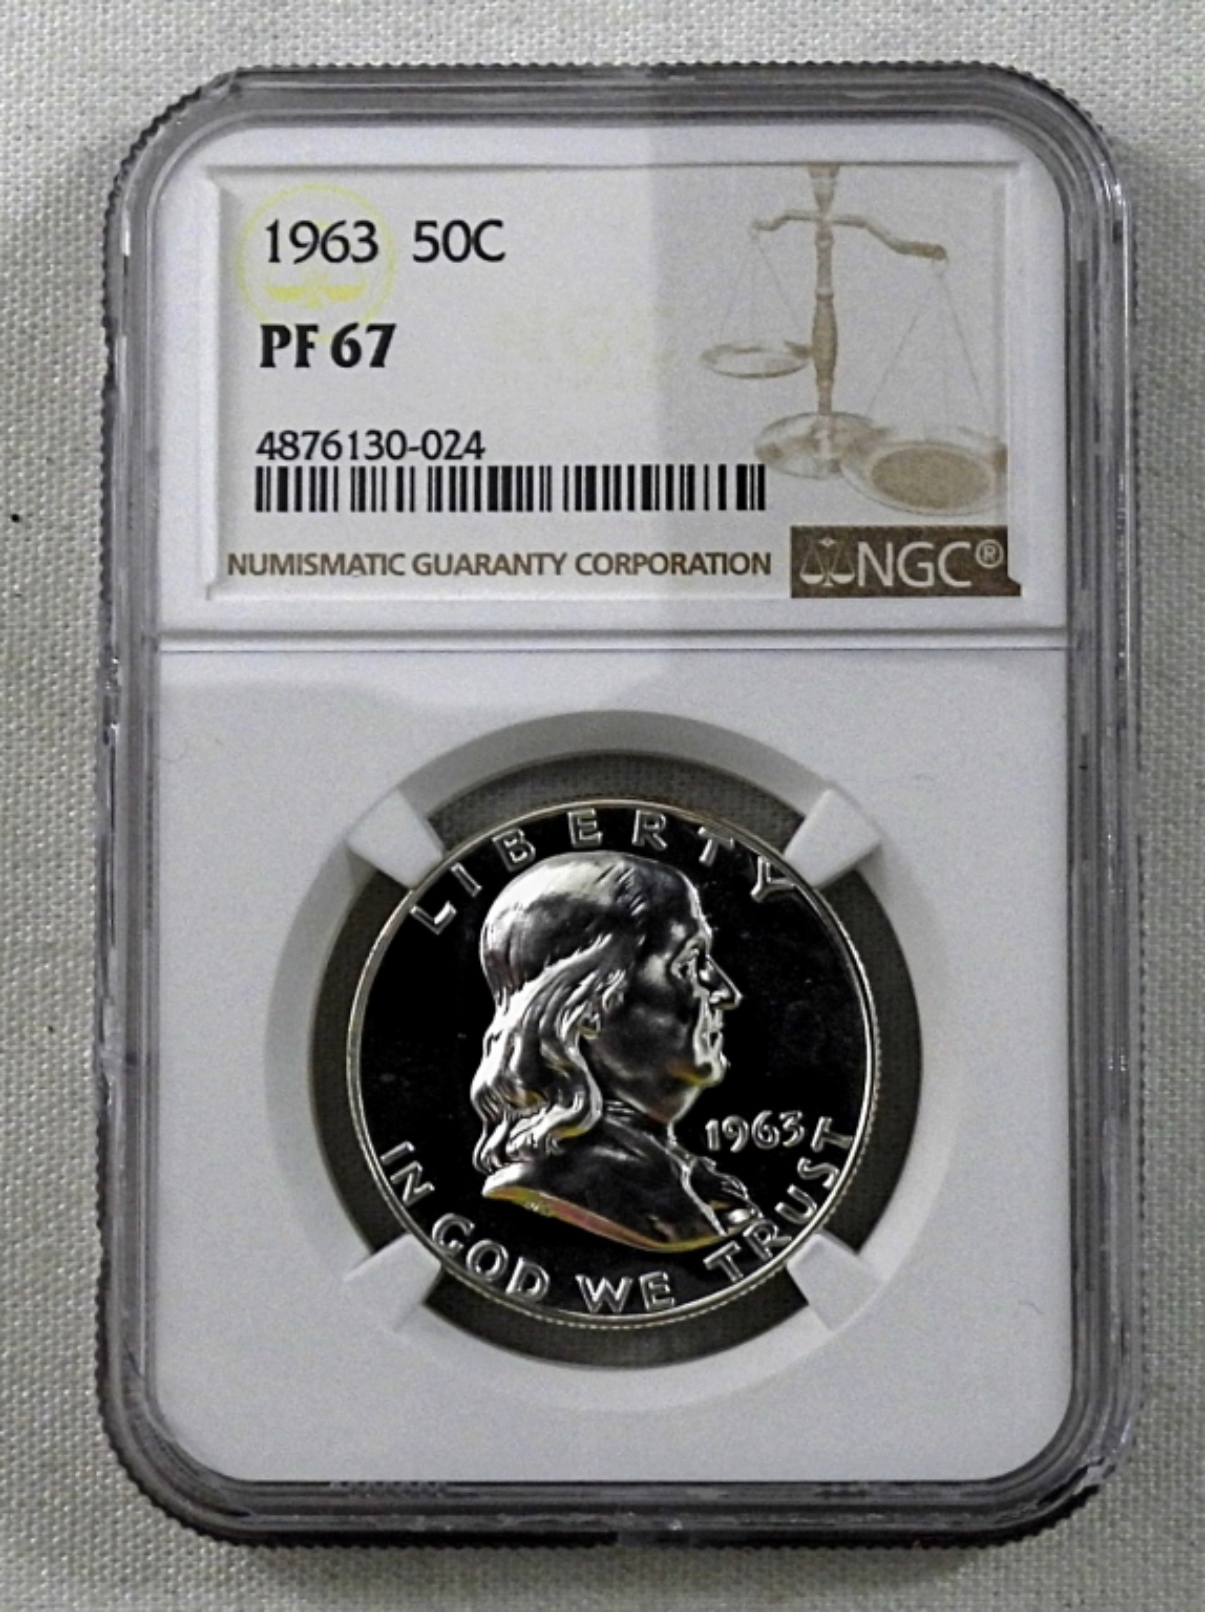 1963 50C
PF 67
4876130-024
NUMISMATIC GUARANTY CORPORATION
NGC®
LIBERTY
1963
IN GOD WE TRUST